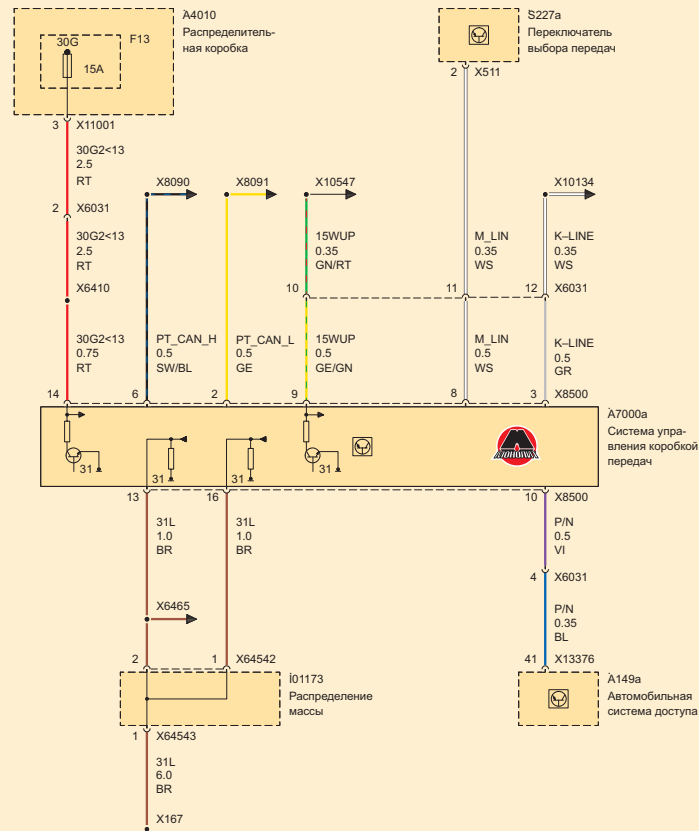 A4010
Распределитель-
ная коробка
30G
F13
15A
S227a
Переключатель
выбора передач
2 X511
3 X11001
30G2<13
2.5
RT
X8090
X8091
X10547
X10134
2 X6031
30G2<13
2.5
RT
15WUP
0.35
GN/RT
M_LIN
0.35
WS
K–LINE
0.35
WS
X6410
10
11
12 X6031
30G2<13
0.75
RT
PT_CAN_H
0.5
SW/BL
PT_CAN_L
0.5
GE
15WUP
0.5
GE/GN
M_LIN
0.5
WS
K–LINE
0.5
GR
14
6
2
9
8
3 X8500
A7000a
Система упра-
вления коробкой
передач
31
31
31
31
13
16
10 X8500
31L
1.0
BR
31L
1.0
BR
P/N
0.5
VI
4 X6031
X6465
P/N
0.35
BL
2
1 X64542
41 X13376
I01173
Распределение
массы
A149a
Автомобильная
система доступа
1 X64543
31L
6.0
BR
X167